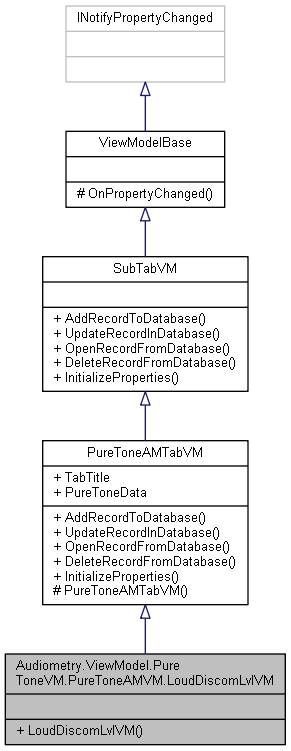 INotifyPropertyChanged
ViewModelBase
# OnPropertyChanged()
SubTabVM
+ AddRecordToDatabase()
+ UpdateRecordInDatabase()
+ OpenRecordFromDatabase()
+ DeleteRecordFromDatabase()
+ InitializeProperties()
PureToneAMTabVM
+ TabTitle
+ PureToneData
+ AddRecordToDatabase()
+ UpdateRecordInDatabase()
+ OpenRecordFromDatabase()
+ DeleteRecordFromDatabase()
+ InitializeProperties()
# PureToneAMTabVM()
Audiometry.ViewModel.Pure
ToneVM.PureToneAMVM.LoudDiscomLvlVM
+ LoudDiscomLvlVM()